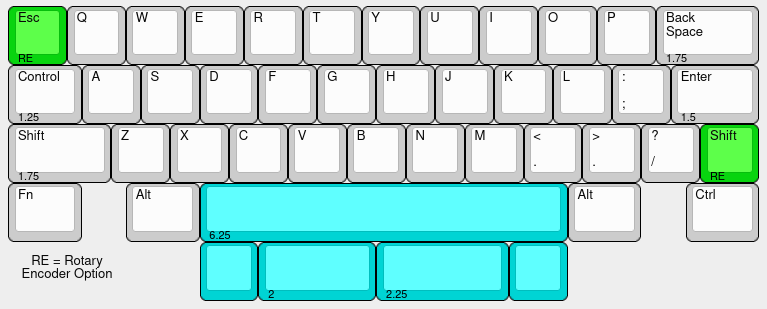 Esc Q W E R T Y U I O P Back
Space
RE 1.75
Control A S D F G H J K L : Enter
;
1.25 1.5
Shift Z X C V B N M < > ? Shift
. . /
1.75 RE
Fn Alt Alt Ctrl
6.25
RE = Rotary
Encoder Option
2 2.25